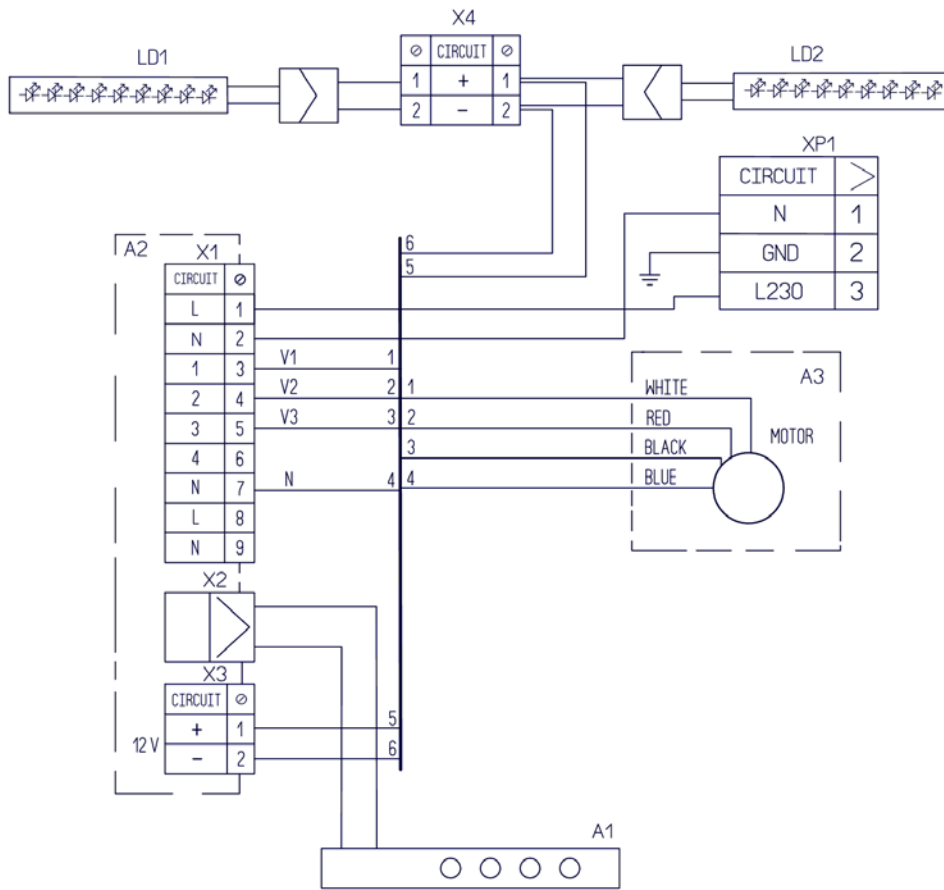 X4
LD1
CIRCUIT
LD2
1 + 1
2 - 2
XP1
CIRCUIT
N 1
GND 2
L230 3
6
5
A2
X1
CIRCUIT
L 1
N 2
1 3 V1 1
2 4 V2 2 1 WHITE
3 5 V3 3 2 RED
4 6 3 BLACK
N 7 N 4 4 BLUE
L 8
N 9
A3
MOTOR
X2
X3
CIRCUIT
12 V
+ 1 5
- 2 6
A1